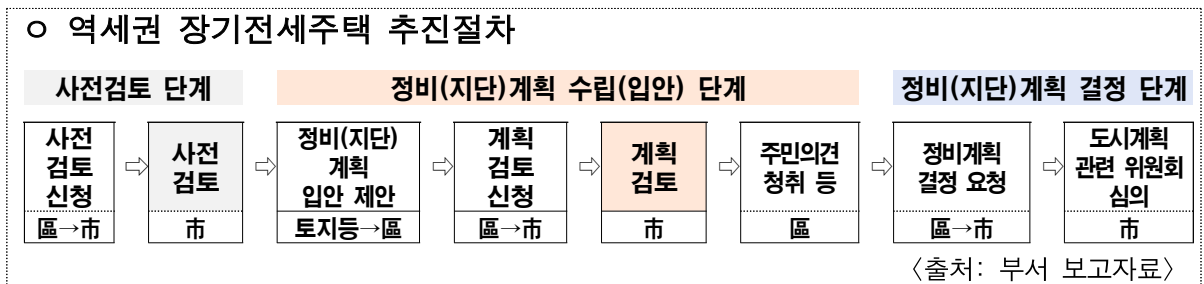 ㅇ 역세권 장기전세주택 추진절차
사전검토 단계
정비(지단)계획 수립(입안) 단계
정비(지단)계획 결정 단계
사전
검토
신청
區→市
⇨
사전
검토
市
⇨
정비(지단)
계획
입안 제안
토지등→區
⇨
계획
검토
신청
區→市
⇨
계획
검토
市
⇨
주민의견
청취 등
區
⇨
정비계획
결정 요청
區→市
⇨
도시계획
관련 위원회
심의
市
〈출처: 부서 보고자료〉